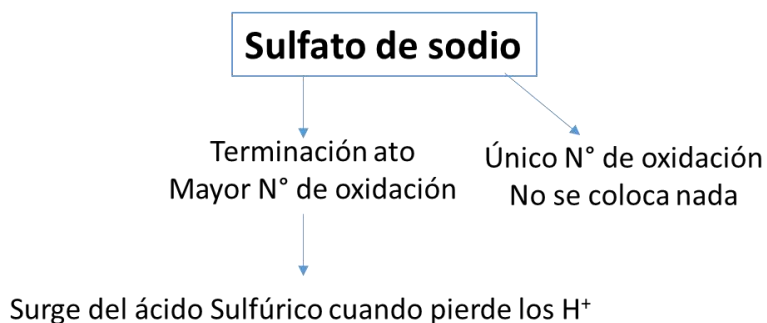 Sulfato de sodio
Terminación ato
Mayor N° de oxidación
Único N° de oxidación
No se coloca nada
Surge del ácido Sulfúrico cuando pierde los H⁺